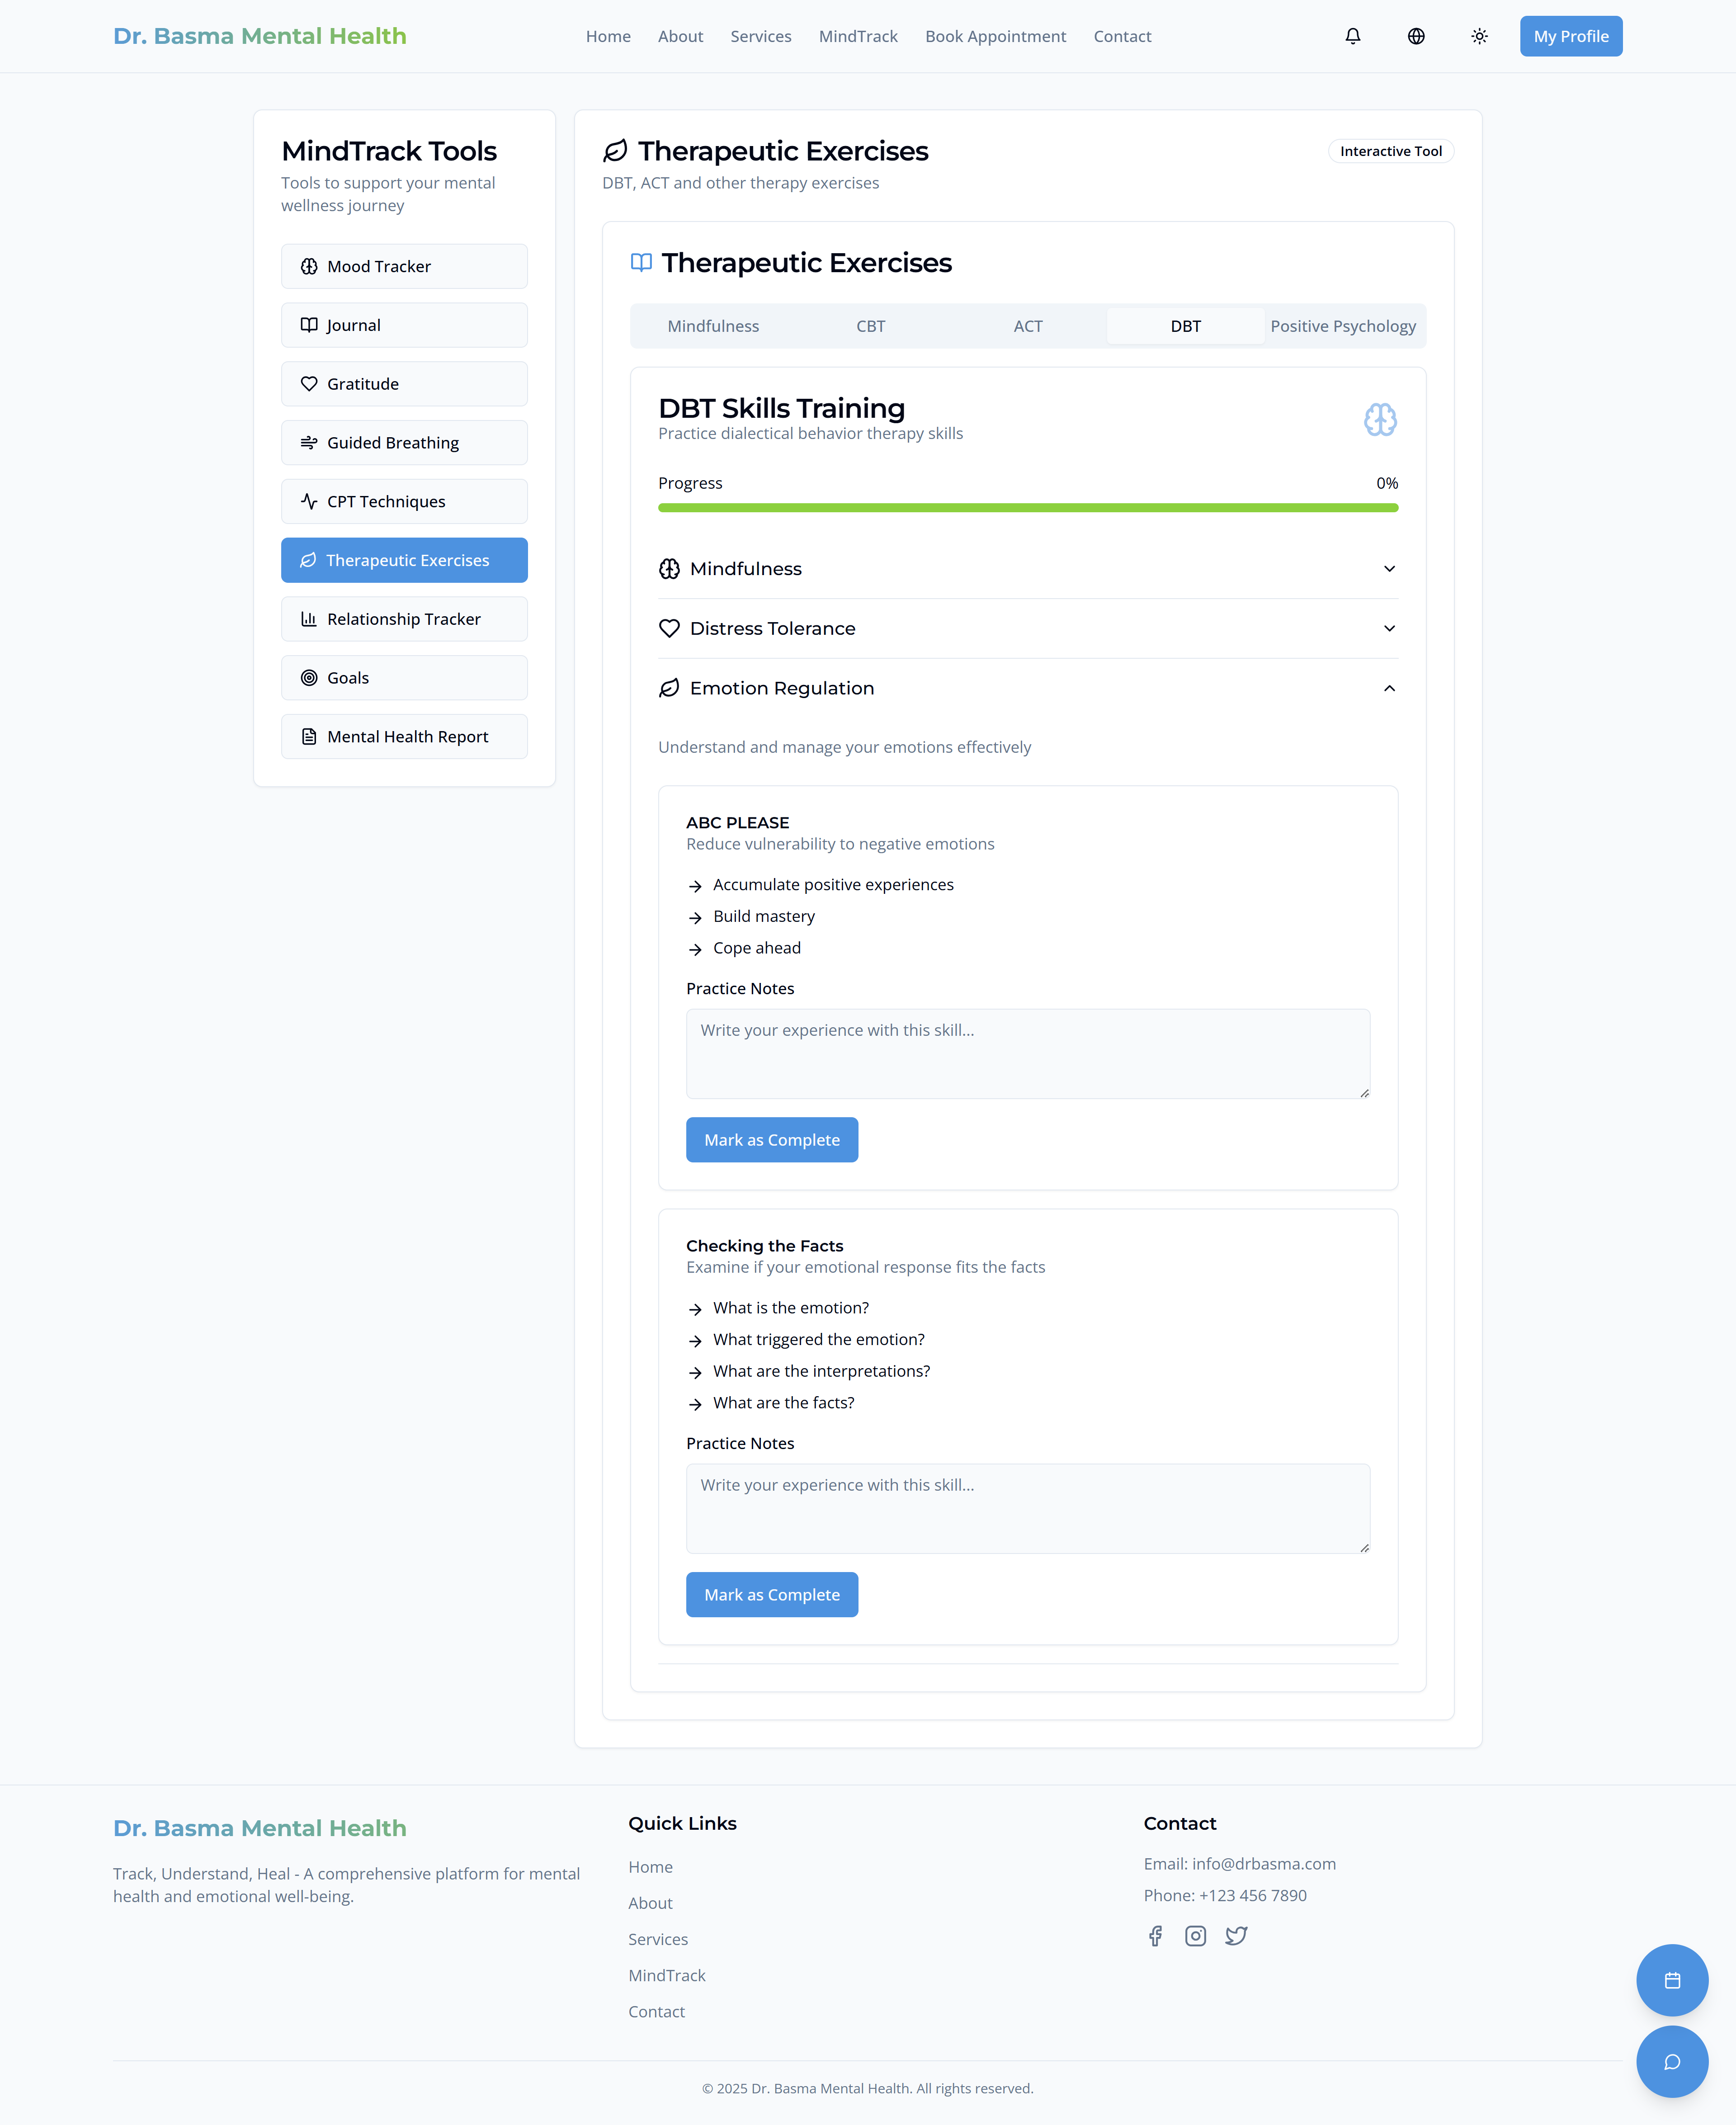 Dr. Basma Mental Health
Home
About
Services
MindTrack
Book Appointment
Contact
My Profile
MindTrack Tools
Tools to support your mental
wellness journey
Mood Tracker
Journal
Gratitude
Guided Breathing
CPT Techniques
Therapeutic Exercises
Relationship Tracker
Goals
Mental Health Report
Therapeutic Exercises
Interactive Tool
DBT, ACT and other therapy exercises
Therapeutic Exercises
Mindfulness
CBT
ACT
DBT
Positive Psychology
DBT Skills Training
Practice dialectical behavior therapy skills
Progress
0%
Mindfulness
Distress Tolerance
Emotion Regulation
Understand and manage your emotions effectively
ABC PLEASE
Reduce vulnerability to negative emotions
Accumulate positive experiences
Build mastery
Cope ahead
Practice Notes
Write your experience with this skill...
Mark as Complete
Checking the Facts
Examine if your emotional response fits the facts
What is the emotion?
What triggered the emotion?
What are the interpretations?
What are the facts?
Practice Notes
Write your experience with this skill...
Mark as Complete
Dr. Basma Mental Health
Track, Understand, Heal - A comprehensive platform for mental
health and emotional well-being.
Quick Links
Home
About
Services
MindTrack
Contact
Contact
Email: info@drbasma.com
Phone: +123 456 7890
© 2025 Dr. Basma Mental Health. All rights reserved.